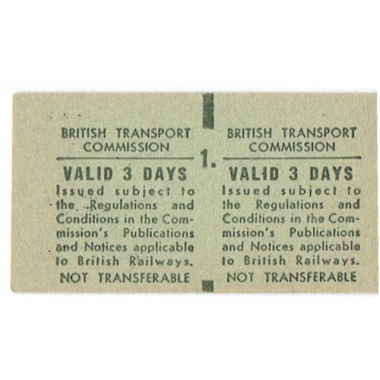 BRITISH TRANSPORT
COMMISSION
VALID 3 DAYS
Issued subject to
the Regulations and
Conditions in the Com-
mission's Publications
and Notices applicable
to British Railways.
NOT TRANSFERABLE
1.
BRITISH TRANSPORT
COMMISSION
VALID 3 DAYS
Issued subject to
the Regulations and
Conditions in the Com-
mission's Publications
and Notices applicable
to British Railways.
NOT TRANSFERABLE